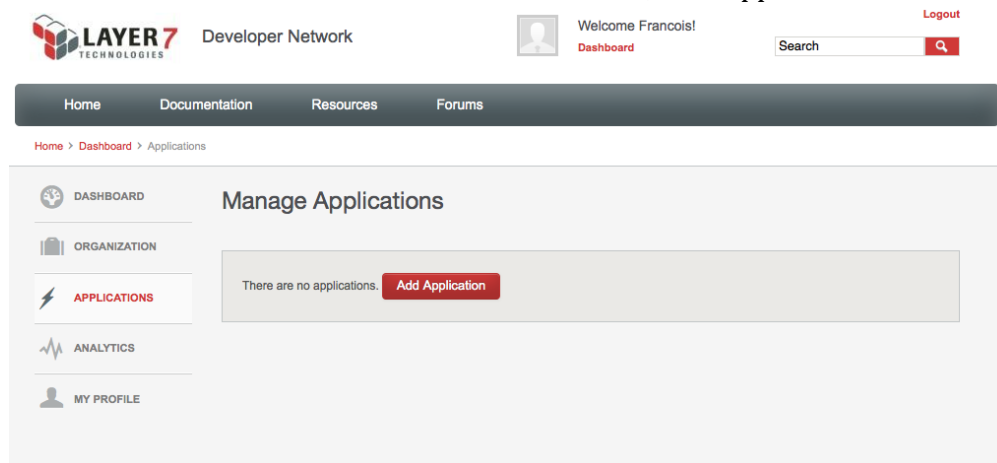 LAYER 7
TECHNOLOGIES
Developer Network
Welcome Francois!
Dashboard
Logout
Search
Home Documentation Resources Forums
Home > Dashboard > Applications
DASHBOARD
ORGANIZATION
APPLICATIONS
ANALYTICS
MY PROFILE
Manage Applications
There are no applications. Add Application